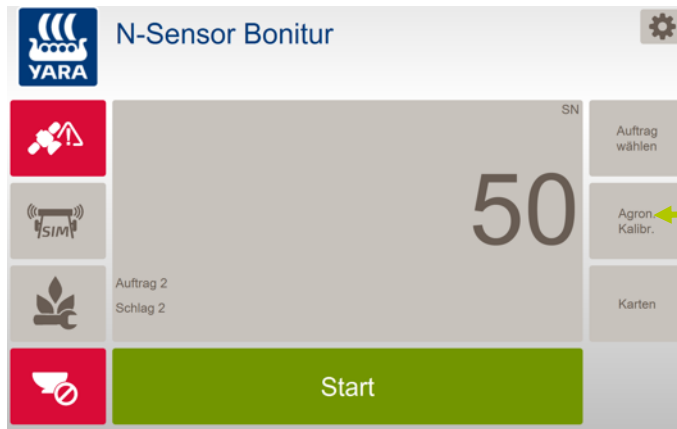 N-Sensor Bonitur
YARA
SN
50
Auftrag
wählen
SIM
Agron.
Kalibr.
Auftrag 2
Schlag 2
Karten
Start